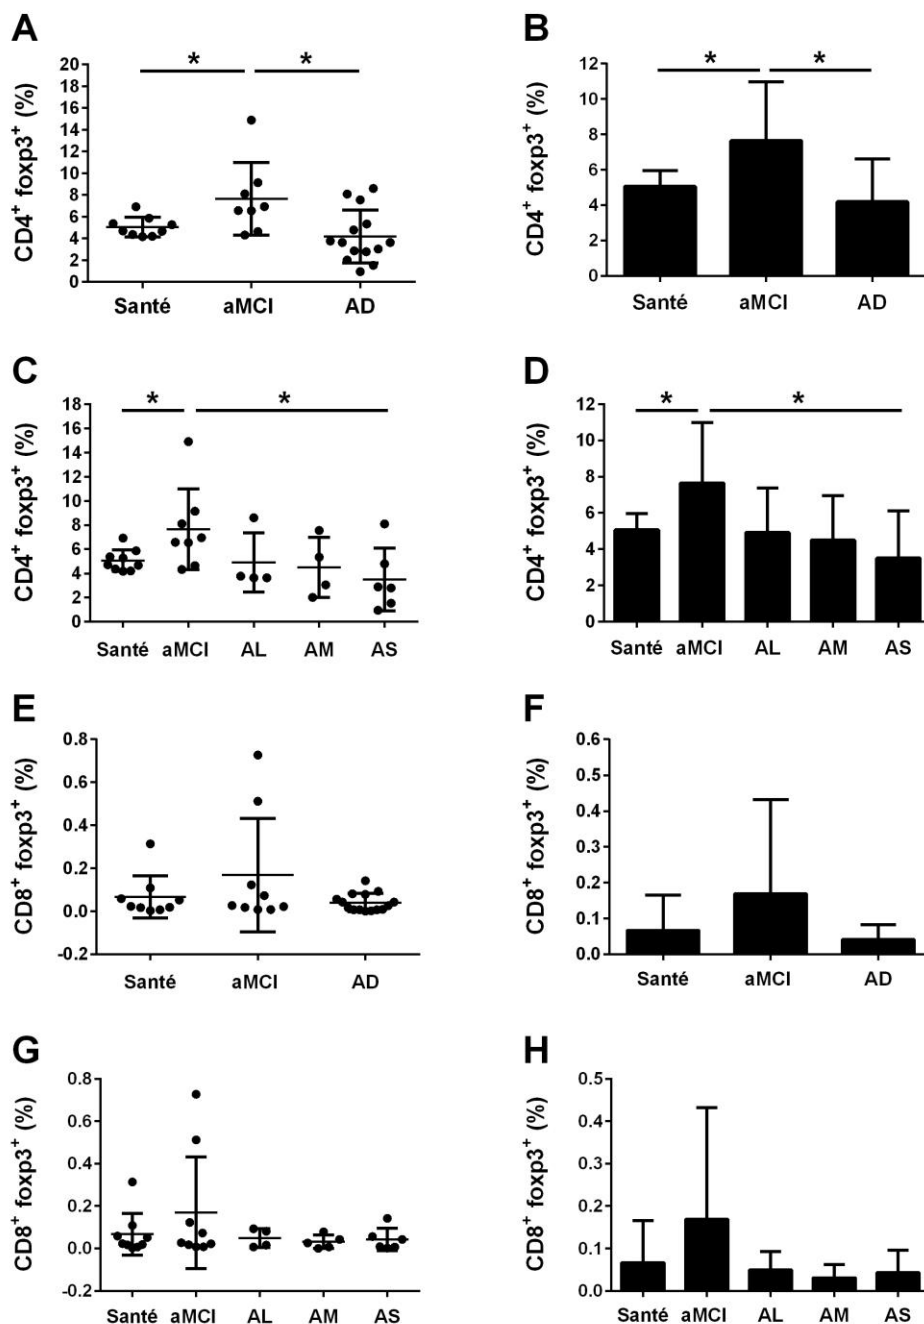 A
CD4⁺ foxp3⁺ (%)
20
18
16
14
12
10
8
6
4
2
0
* *
Santé aMCI AD
B
CD4⁺ foxp3⁺ (%)
12
10
8
6
4
2
0
* *
Santé aMCI AD
C
CD4⁺ foxp3⁺ (%)
18
16
14
12
10
8
6
4
2
0
* *
Santé aMCI AL AM AS
D
CD4⁺ foxp3⁺ (%)
12
10
8
6
4
2
0
* *
Santé aMCI AL AM AS
E
CD8⁺ foxp3⁺ (%)
0.8
0.6
0.4
0.2
0.0
-0.2
Santé aMCI AD
F
CD8⁺ foxp3⁺ (%)
0.6
0.5
0.4
0.3
0.2
0.1
0.0
Santé aMCI AD
G
CD8⁺ foxp3⁺ (%)
0.8
0.6
0.4
0.2
0.0
-0.2
Santé aMCI AL AM AS
H
CD8⁺ foxp3⁺ (%)
0.5
0.4
0.3
0.2
0.1
0.0
Santé aMCI AL AM AS